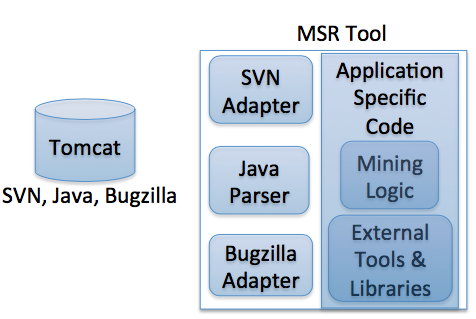 MSR Tool
Tomcat
SVN, Java, Bugzilla
SVN
Adapter
Java
Parser
Bugzilla
Adapter
Application
Specific
Code
Mining
Logic
External
Tools &
Libraries